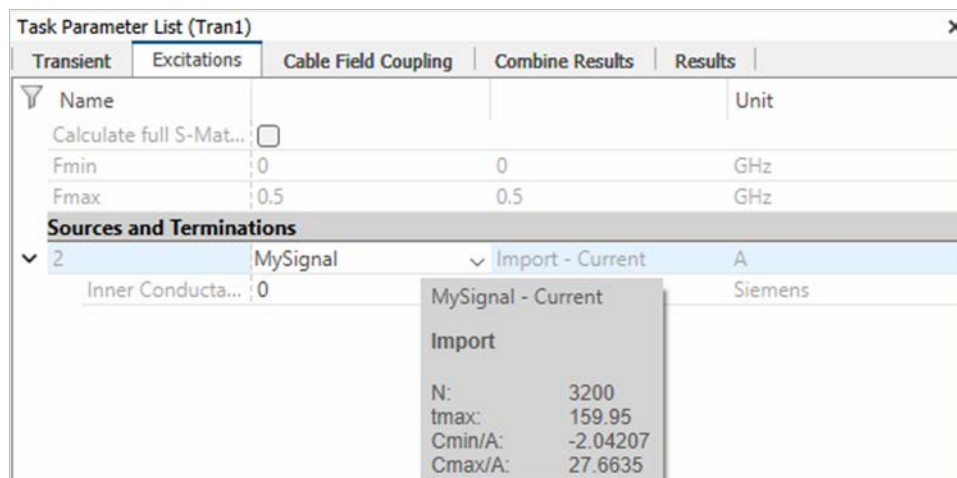 Task Parameter List (Tran1)
Transient Excitations Cable Field Coupling Combine Results Results
Name Unit
Calculate full S-Mat...
Fmin 0 0 GHz
Fmax 0.5 0.5 GHz
Sources and Terminations
2 MySignal Import - Current A
Inner Conducta... 0 Siemens
MySignal - Current
Import
N: 3200
tmax: 159.95
Cmin/A: -2.04207
Cmax/A: 27.6635